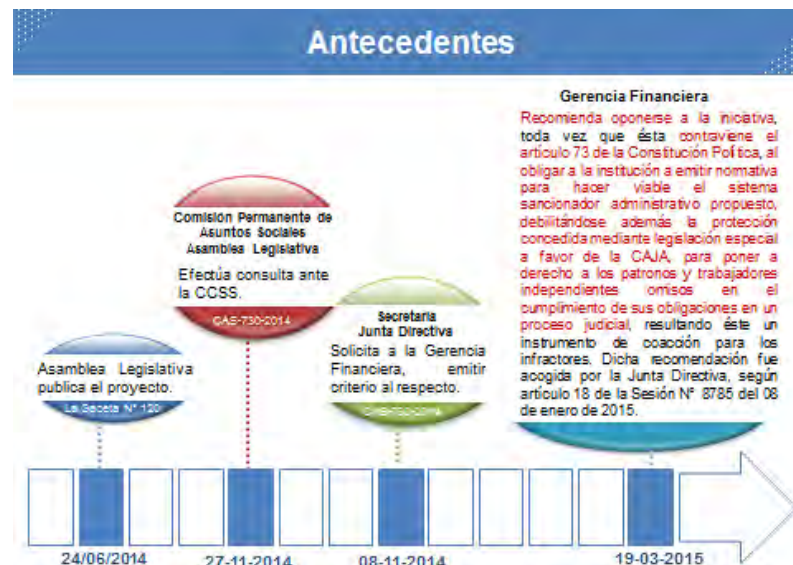 Antecedentes
Gerencia Financiera
Recomienda oponerse a la iniciativa,
toda vez que ésta contraviene el
artículo 73 de la Constitución Política, al
obligar a la institución a emitir normativa
para hacer viable el sistema
sancionador administrativo propuesto,
debilitándose además la protección
concedida mediante legislación especial
a favor de la CAJA, para poner a
derecho a los patronos y trabajadores
independientes omisos en el
cumplimiento de sus obligaciones en un
proceso judicial, resultando éste un
instrumento de coacción para los
infractores. Dicha recomendación fue
acogida por la Junta Directiva, según
artículo 18 de la Sesión N° 8785 del 08
de enero de 2015.
Comisión Permanente de
Asuntos Sociales
Asamblea Legislativa
Efectúa consulta ante
la CCSS.
CAS-730-2014
Secretaria
Junta Directiva
Solicita a la Gerencia
Financiera, emitir
criterio al respecto.
Asamblea Legislativa
publica el proyecto.
La Gaceta N° 120
24/06/2014
27-11-2014
08-11-2014
19-03-2015